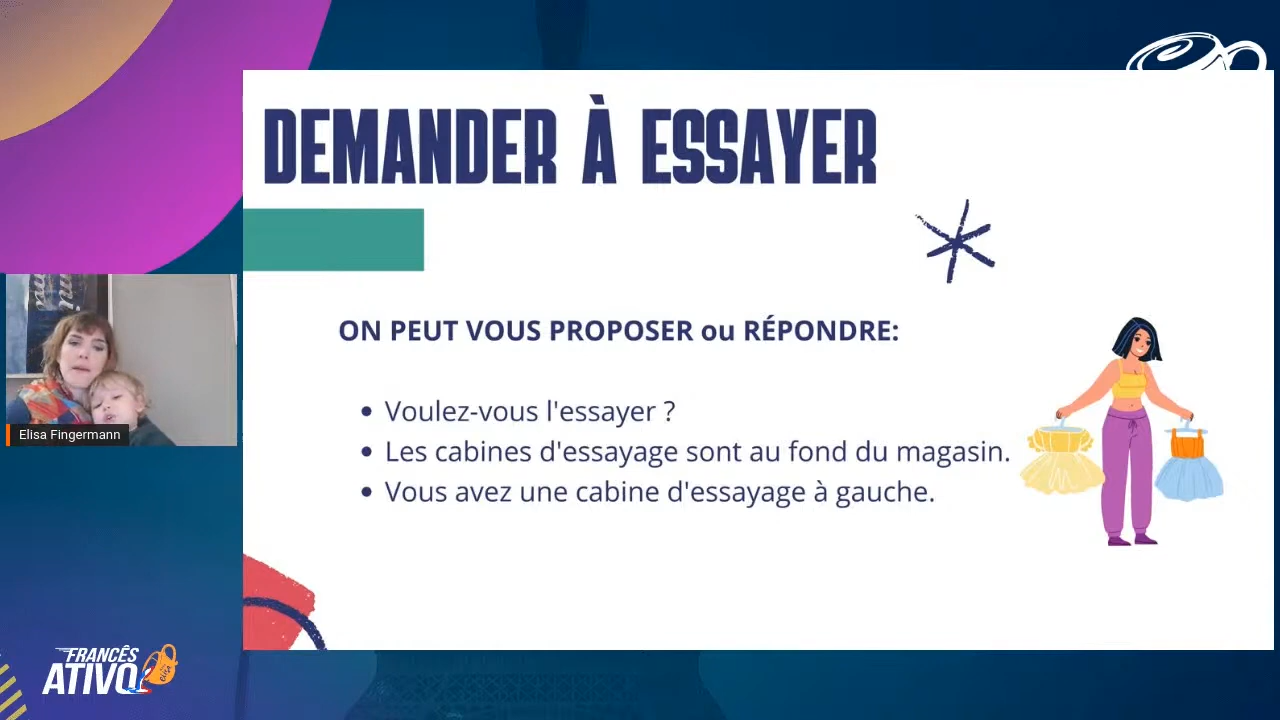 DEMANDER À ESSAYER
ON PEUT VOUS PROPOSER ou RÉPONDRE:
• Voulez-vous l'essayer ?
• Les cabines d'essayage sont au fond du magasin.
• Vous avez une cabine d'essayage à gauche.
Elisa Fingermann
FRANCÊS
ATIVO